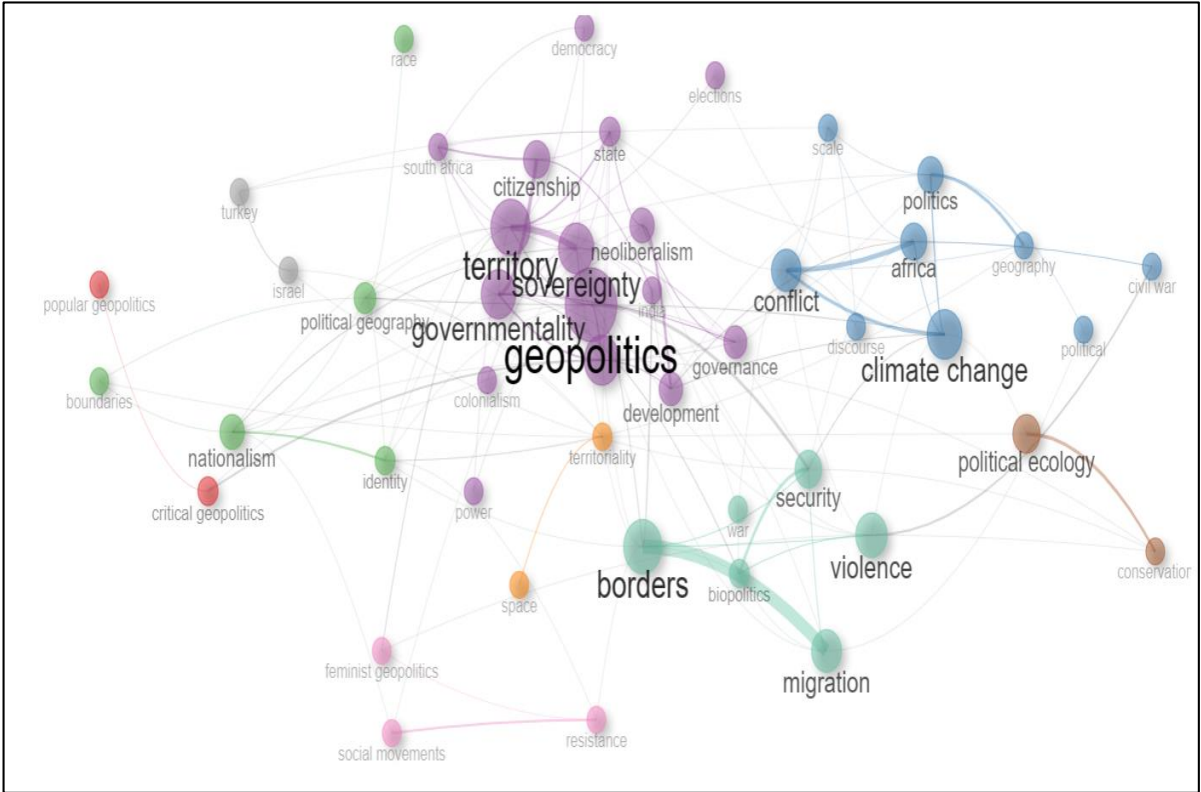 democracy
race
elections
state
scale
south africa
citizenship
politics
turkey
neoliberalism
territory
africa
geography
sovereignty
israel
civil war
popular geopolitics
india
conflict
political geography
governmentality
discourse
political
geopolitics
governance
climate change
boundaries
colonialism
development
nationalism
territoriality
political ecology
identity
security
critical geopolitics
power
war
violence
conservation
borders
biopolitics
space
feminist geopolitics
migration
resistance
social movements